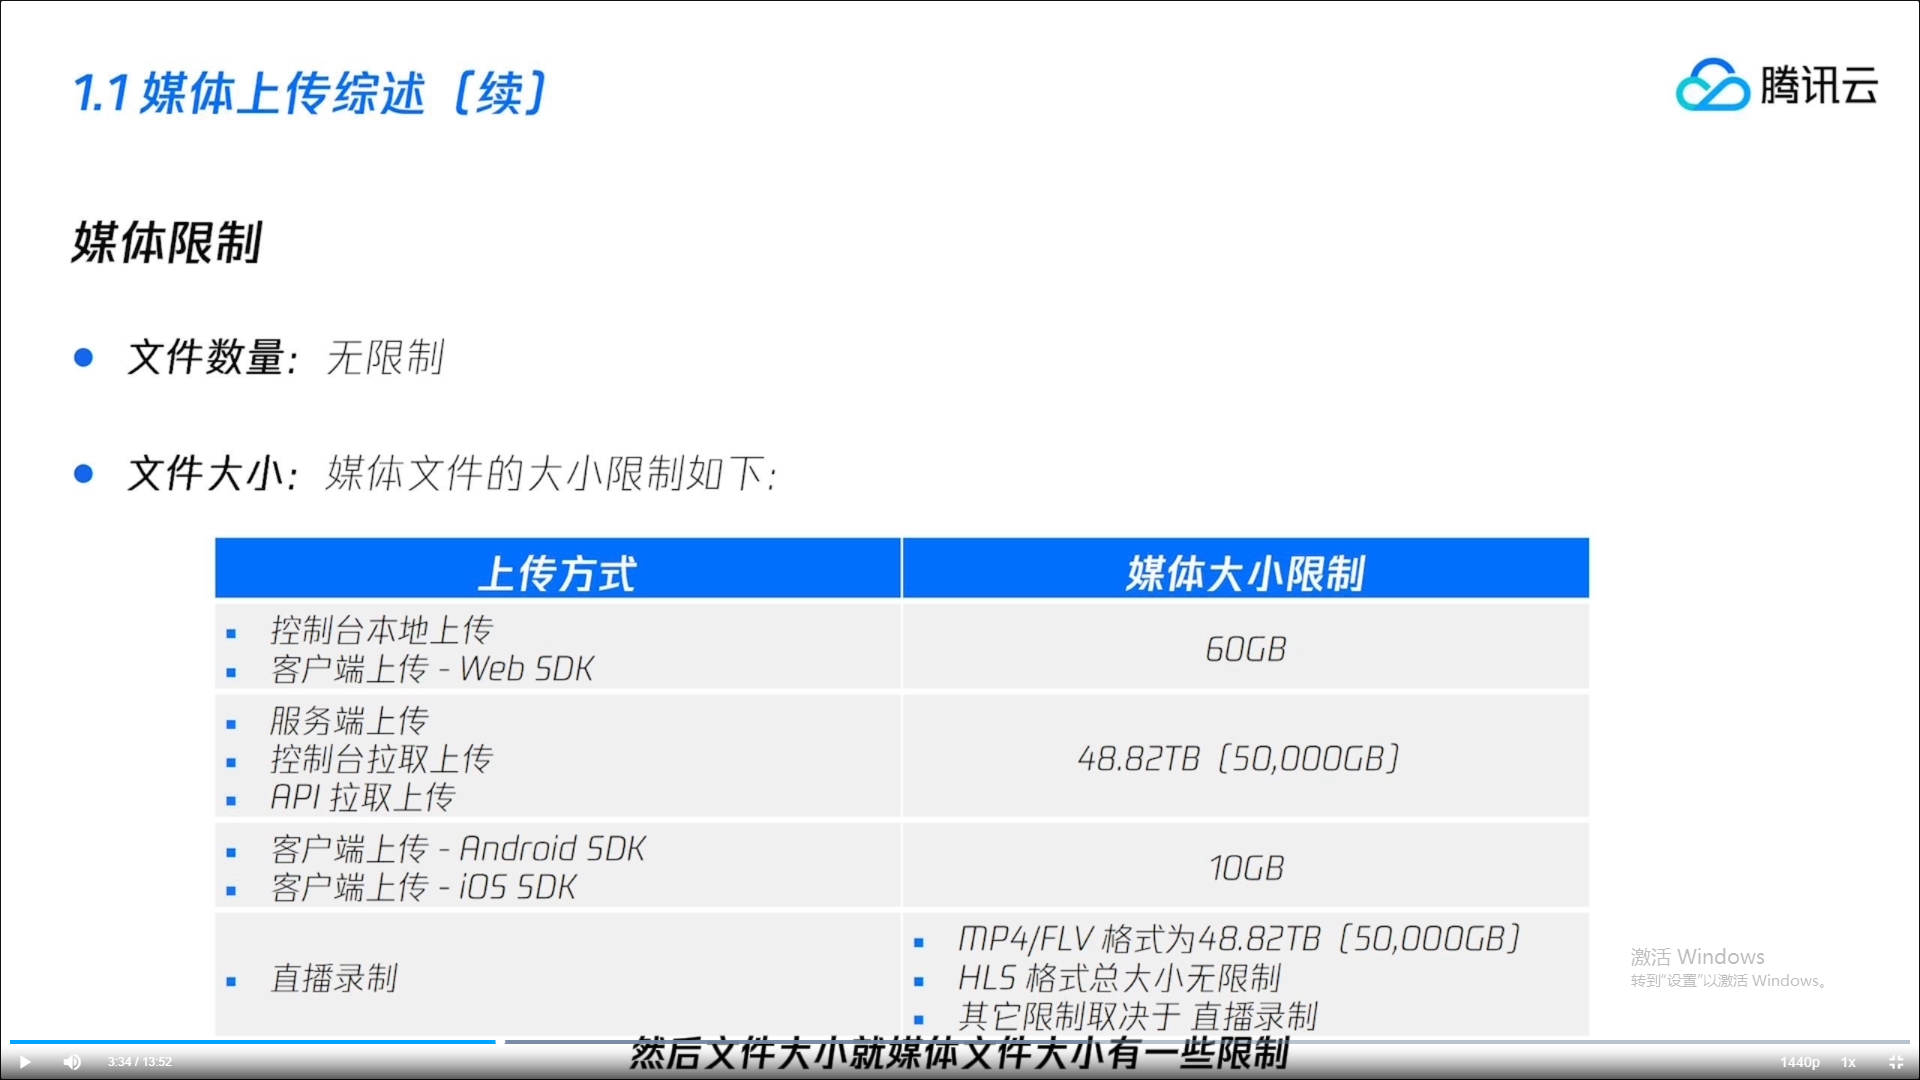 1.1 媒体上传综述（续）
腾讯云
媒体限制
文件数量：无限制
文件大小：媒体文件的大小限制如下：
上传方式
媒体大小限制
控制台本地上传
客户端上传 - Web SDK
60GB
服务端上传
控制台拉取上传
API 拉取上传
48.82TB（50,000GB）
客户端上传 - Android SDK
客户端上传 - iOS SDK
10GB
直播录制
MP4/FLV 格式为48.82TB（50,000GB）
HLS 格式总大小无限制
其它限制取决于 直播录制
激活 Windows
转到“设置”以激活 Windows。
然后文件大小就媒体文件大小有一些限制
3:34 / 13:52
1440p
1x